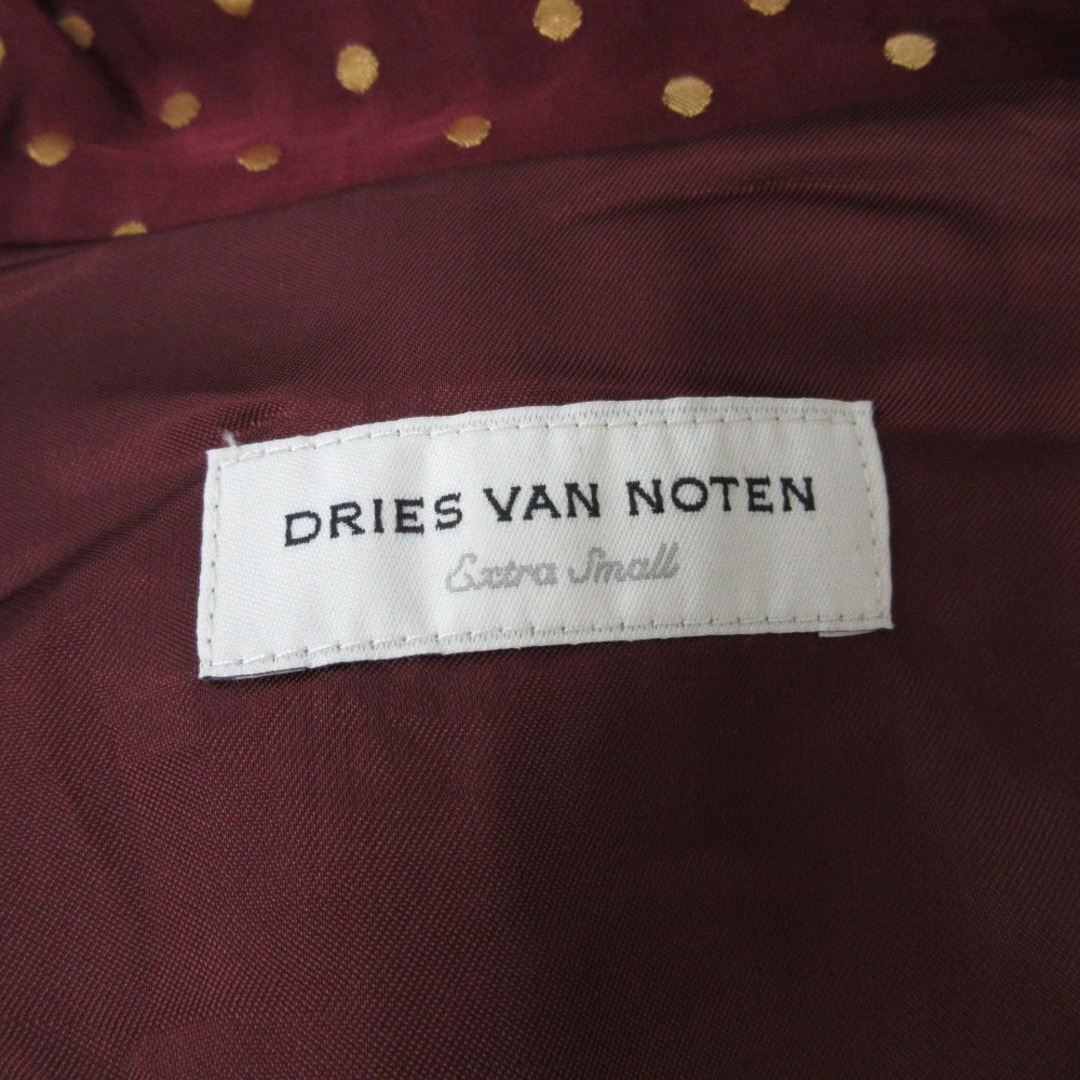 DRIES VAN NOTEN
Extra Small